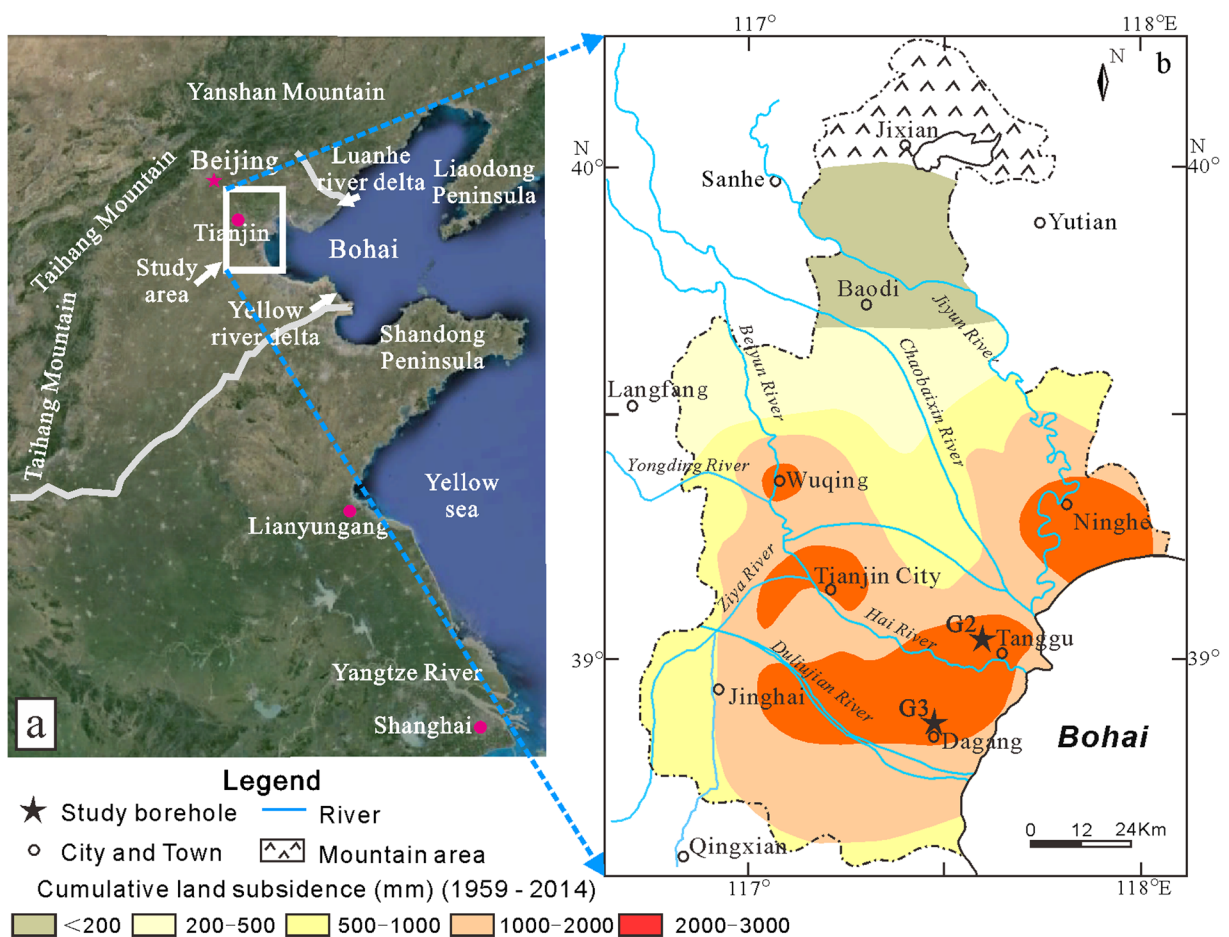 Yanshan Mountain
Beijing
Luanhe
river delta
Liaodong
Peninsula
Taihang Mountain
Tianjin
Bohai
Study
area
Yellow
river delta
Shandong
Peninsula
Taihang Mountain
Yellow
sea
Lianyungang
Yangtze River
Shanghai
a
117°
118°E
b
N
N
40°
40°
Jixian
Sanhe
Yutian
Baodi
Jiyun River
Beiyun River
Chaobaixin River
Langfang
Yongding River
Wuqing
Ninghe
Ziya River
Tianjin City
Hai River
G2
Tanggu
39°
39°
Duliujian River
Jinghai
G3
Dagang
Bohai
Qingxian
0 12 24Km
117°
118°E
Legend
Study borehole
River
City and Town
Mountain area
Cumulative land subsidence (mm) (1959 - 2014)
<200 200-500 500-1000 1000-2000 2000-3000